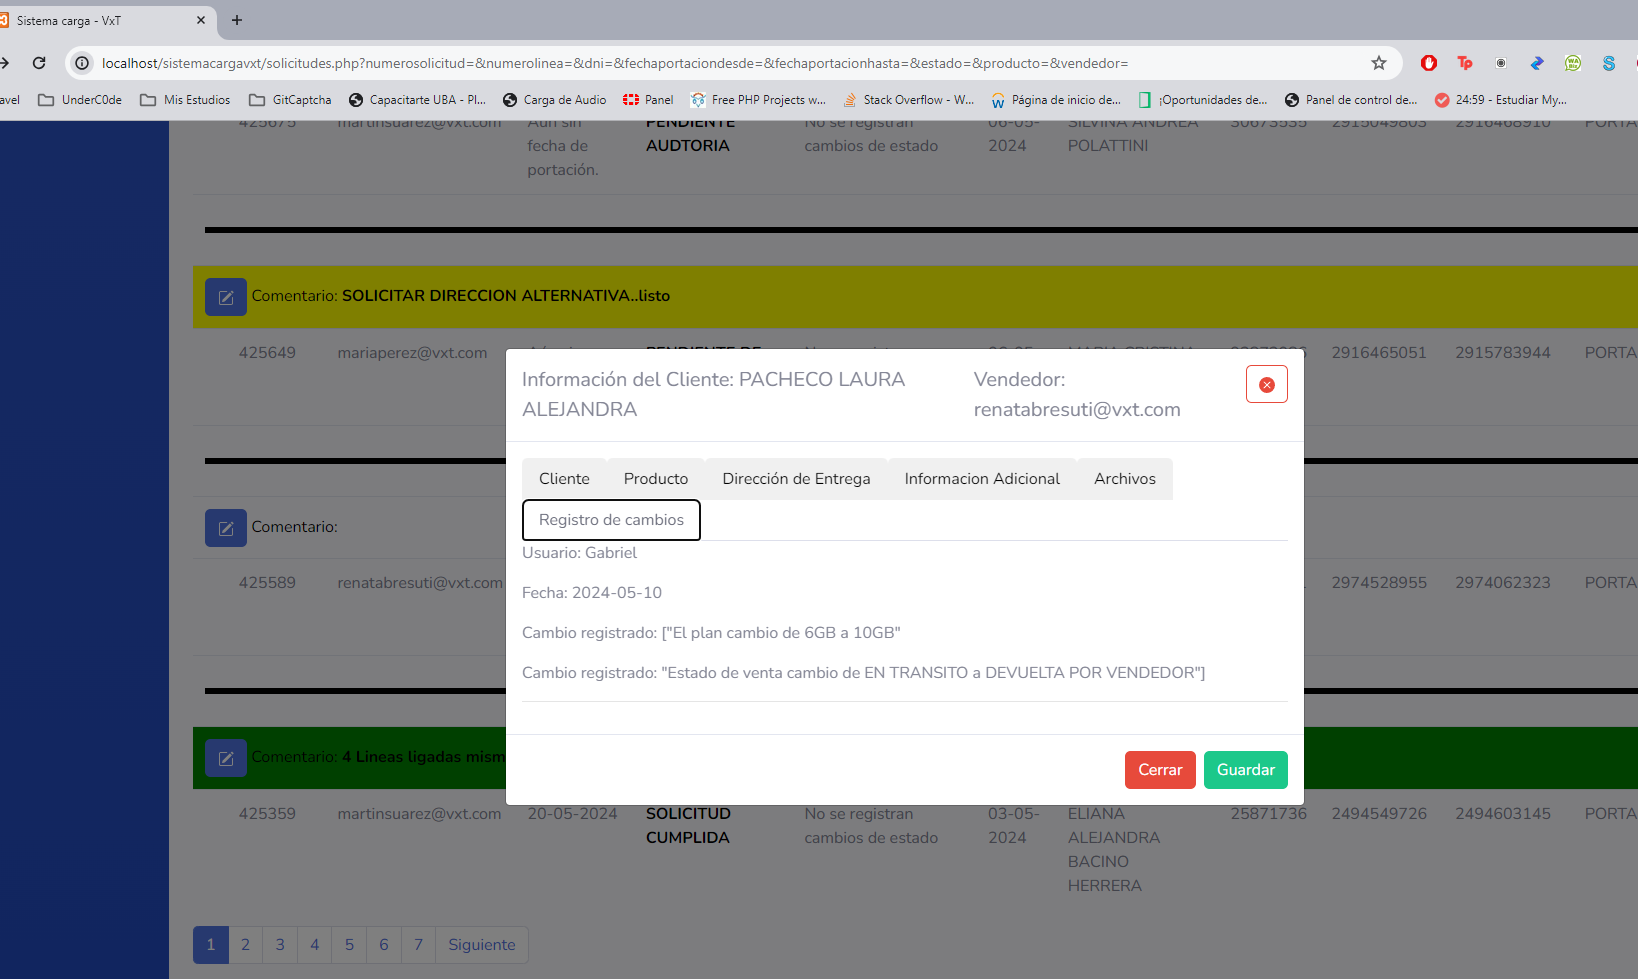 Sistema carga - VxT
localhost/sistemacargavxt/solicitudes.php?numerosolicitud=&numerolinea=&dni=&fechaportaciondesde=&fechaportacionhasta=&estado=&producto=&vendedor=
avel UnderC0de Mis Estudios GitCaptcha Capacitarte UBA - Pl... Carga de Audio Panel Free PHP Projects w... Stack Overflow - W... Página de inicio de... ¡Oportunidades de... Panel de control de... 24:59 - Estudiar My...
425675 martinsuarez@vxt.com Aún sin PENDIENTE No se registran 06-05- SILVINA ANDREA 30673535 2915049803 2916468910 PORTA
fecha de AUDTORIA cambios de estado 2024 POLATTINI
portación.
Comentario: SOLICITAR DIRECCION ALTERNATIVA..listo
425649 mariaperez@vxt.com 2916465051 2915783944 PORTA
Información del Cliente: PACHECO LAURA
ALEJANDRA
Vendedor:
renatabresuti@vxt.com
Cliente Producto Dirección de Entrega Informacion Adicional Archivos
Registro de cambios
Usuario: Gabriel
Fecha: 2024-05-10
Cambio registrado: ["El plan cambio de 6GB a 10GB"
Cambio registrado: "Estado de venta cambio de EN TRANSITO a DEVUELTA POR VENDEDOR"]
Cerrar Guardar
Comentario:
425589 renatabresuti@vxt.com 2974528955 2974062323 PORTA
Comentario: 4 Lineas ligadas mism
425359 martinsuarez@vxt.com 20-05-2024 SOLICITUD No se registran 03-05- ELIANA 25871736 2494549726 2494603145 PORTA
CUMPLIDA cambios de estado 2024 ALEJANDRA
BACINO
HERRERA
1 2 3 4 5 6 7 Siguiente